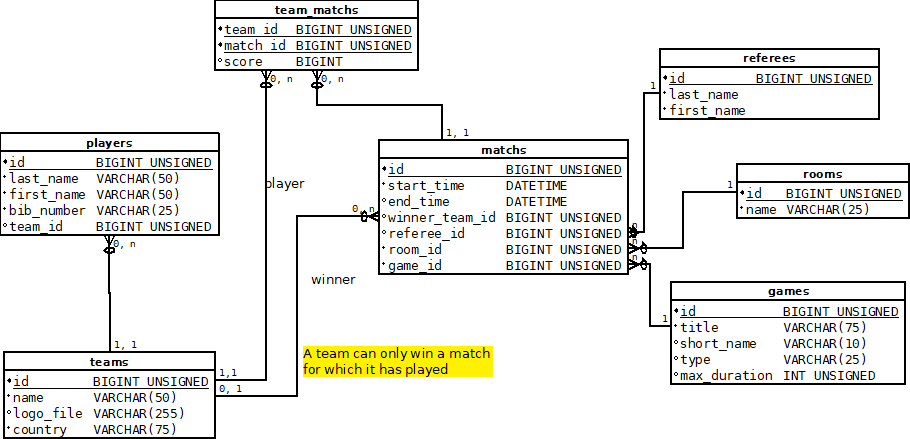 team_matchs
team_id BIGINT UNSIGNED
match_id BIGINT UNSIGNED
score BIGINT
0, n
0, n
1, 1
referees
id BIGINT UNSIGNED
last_name
first_name
1
players
id BIGINT UNSIGNED
last_name VARCHAR(50)
first_name VARCHAR(50)
bib_number VARCHAR(25)
team_id BIGINT UNSIGNED
0, n
1, 1
player
matchs
id BIGINT UNSIGNED
start_time DATETIME
end_time DATETIME
winner_team_id BIGINT UNSIGNED
referee_id BIGINT UNSIGNED
room_id BIGINT UNSIGNED
game_id BIGINT UNSIGNED
0, n
n
n
n
rooms
id BIGINT UNSIGNED
name VARCHAR(25)
1
winner
games
id BIGINT UNSIGNED
title VARCHAR(75)
short_name VARCHAR(10)
type VARCHAR(25)
max_duration INT UNSIGNED
1
A team can only win a match
for which it has played
teams
id BIGINT UNSIGNED
name VARCHAR(50)
logo_file VARCHAR(255)
country VARCHAR(75)
1,1
0, 1